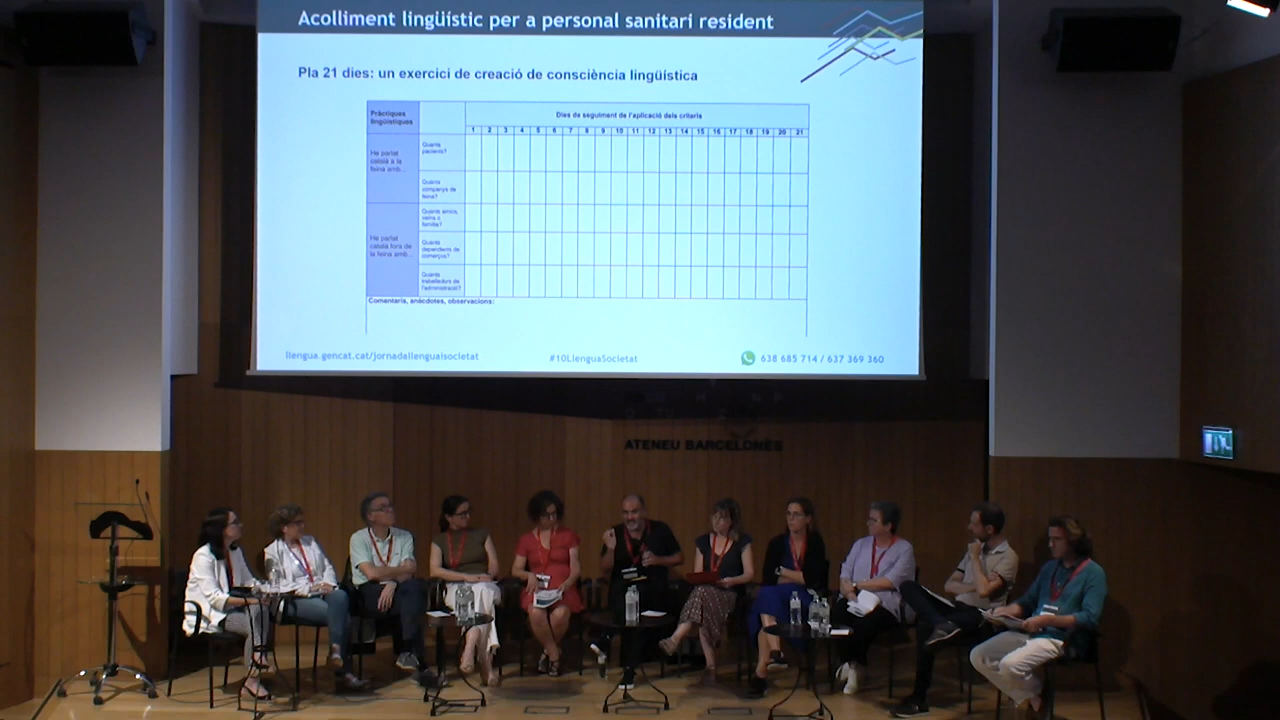 Acolliment lingüístic per a personal sanitari resident
Pla 21 dies: un exercici de creació de consciència lingüística
Pràctiques
lingüístiques
Dies de seguiment de l'aplicació dels criteris
1 2 3 4 5 6 7 8 9 10 11 12 13 14 15 16 17 18 19 20 21
He parlat
català a la
feina amb...
Quants
pacients?
Quants
companys de
feina?
He parlat
català fora de
la feina amb...
Quants amics,
veïns o
família?
Quants
dependents de
comerços?
Quants
treballadors de
l'administració?
Comentaris, anècdotes, observacions:
llengua.gencat.cat/jornadallenguaisocietat
#10LlenguaSocietat
638 685 714 / 637 369 360
ATENEU BARCELONÈS